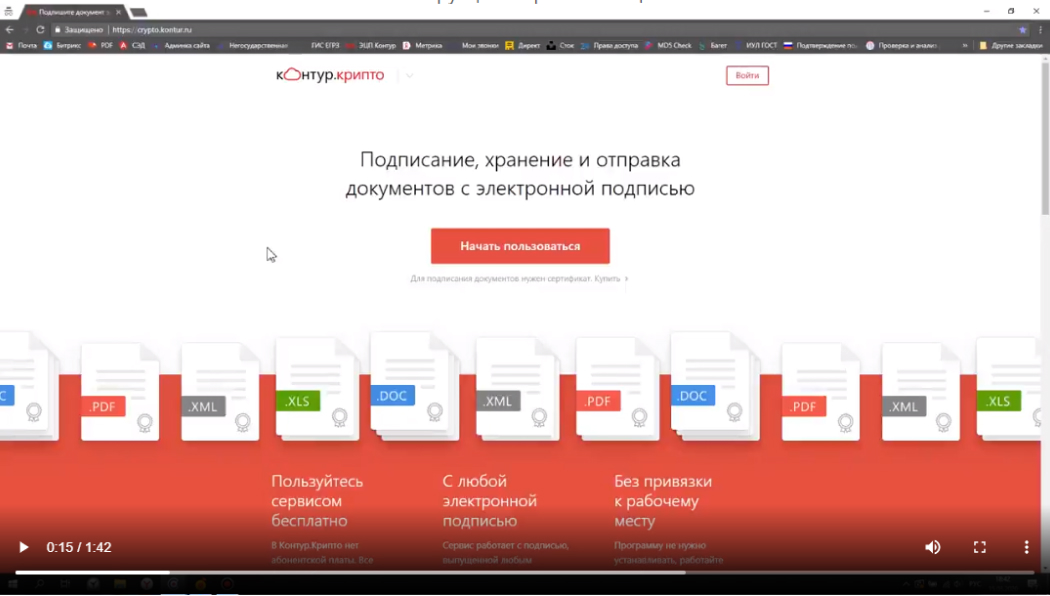 Подпишите документ
Защищено
https://crypto.kontur.ru
Почта Битрикс PDF СЭД Админка сайта Негосударственная ГИС ЕГРЗ ЭЦП Контур Метрика Мои звонки Директ Сток Права доступа MD5 Check Багет ИУЛ ГОСТ Подтверждение по Проверка и анализ » Другие закладки
контур.крипто
Войти
Подписание, хранение и отправка
документов с электронной подписью
Начать пользоваться
Для подписания документов нужен сертификат. Купить
C .PDF .XML .XLS .DOC .XML .PDF .DOC .PDF .XML .XLS
Пользуйтесь
сервисом
бесплатно
В Контур.Крипто нет
абонентской платы. Все
С любой
электронной
подписью
Сервис работает с подписью,
выпущенной любым
Без привязки
к рабочему
месту
Программу не нужно
устанавливать, работайте
0:15 / 1:42